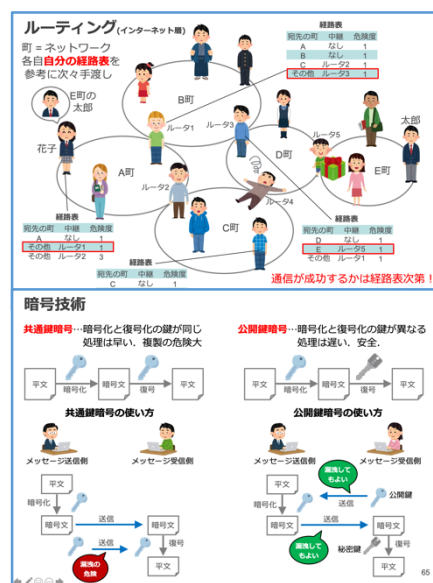 ルーティング(インターネット層)
町 = ネットワーク
各自自分の経路表を
参考に次々手渡し
経路表
宛先の町 中継 危険度
A なし 1
B なし 1
C ルータ2 1
その他 ルータ3 1
E町の
太郎
花子
B町
ルータ1
ルータ3
A町
ルータ2
D町
ルータ5
ルータ4
E町
太郎
C町
経路表
宛先の町 中継 危険度
A なし 1
その他 ルータ1 1
その他 ルータ2 3
経路表
宛先の町 中継 危険度
C なし 1
経路表
宛先の町 中継 危険度
D なし 1
E ルータ5 1
その他 ルータ1 1
通信が成功するかは経路表次第!
暗号技術
共通鍵暗号…暗号化と復号化の鍵が同じ
処理は早い. 複製の危険大
平文
暗号化
暗号文
復号
平文
共通鍵暗号の使い方
メッセージ送信側
メッセージ受信側
平文
暗号化
暗号文
送信
暗号文
送信
復号
漏洩の
危険
平文
公開鍵暗号…暗号化と復号化の鍵が異なる
処理は遅い. 安全.
平文
暗号化
暗号文
復号
平文
公開鍵暗号の使い方
メッセージ送信側
メッセージ受信側
漏洩して
もよい
平文
暗号化
送信
公開鍵
暗号文
送信
暗号文
漏洩して
もよい
秘密鍵
復号
平文
65